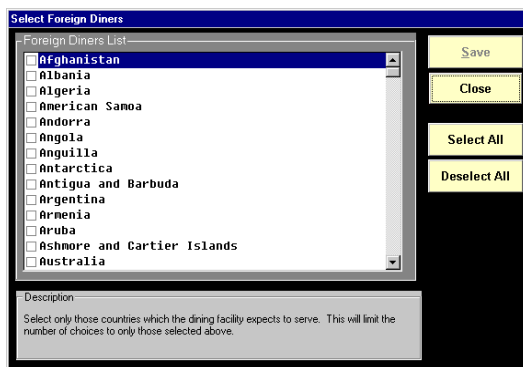 Select Foreign Diners
Foreign Diners List
Afghanistan
Albania
Algeria
American Samoa
Andorra
Angola
Anguilla
Antarctica
Antigua and Barbuda
Argentina
Armenia
Aruba
Ashmore and Cartier Islands
Australia
Save
Close
Select All
Deselect All
Description
Select only those countries which the dining facility expects to serve. This will limit the
number of choices to only those selected above.